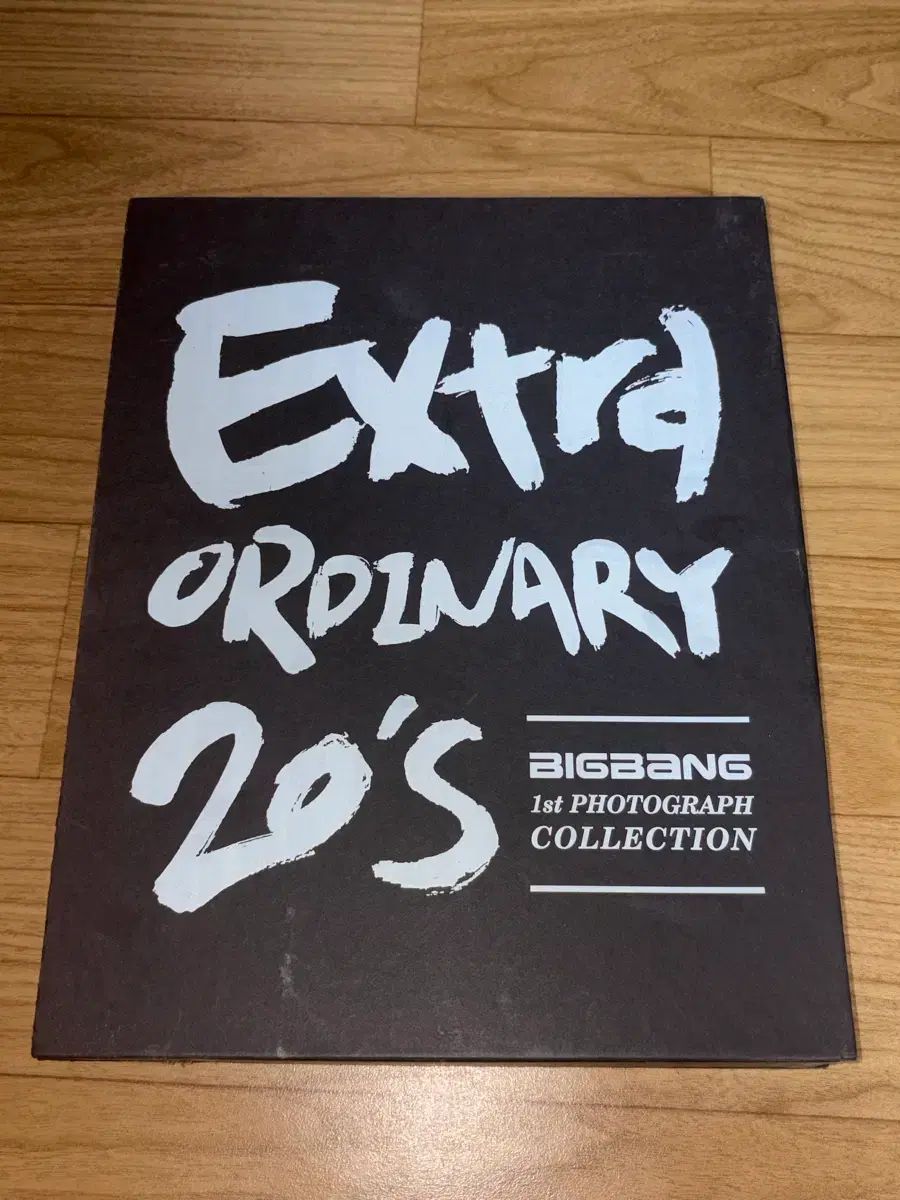 Extra
ORDINARY
20's
BIGBANG
1st PHOTOGRAPH
COLLECTION